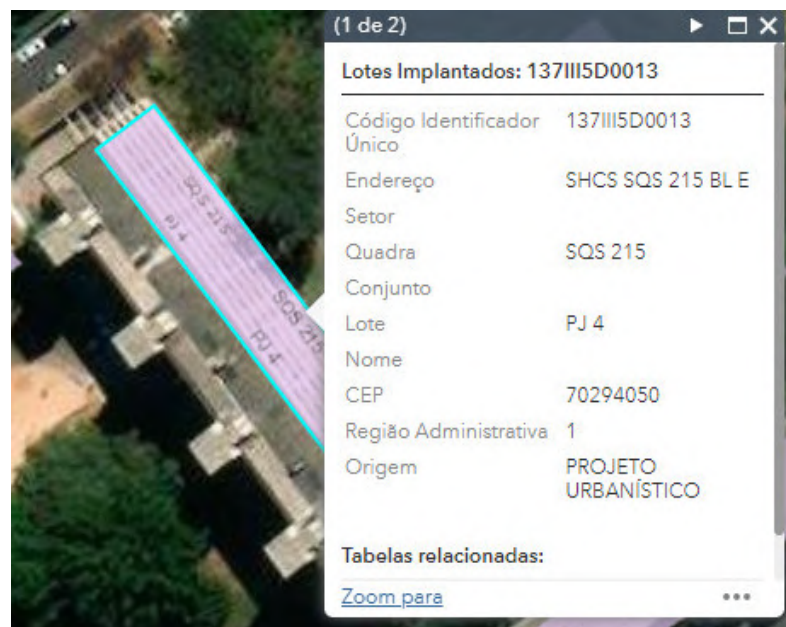 (1 de 2)
Lotes Implantados: 137III5D0013
Código Identificador Único 137III5D0013
Endereço SHCS SQS 215 BL E
Setor
Quadra SQS 215
Conjunto
Lote PJ 4
Nome
CEP 70294050
Região Administrativa 1
Origem PROJETO URBANÍSTICO
Tabelas relacionadas:
Zoom para
SQS 215
PJ 4
SQS 215
PJ 4